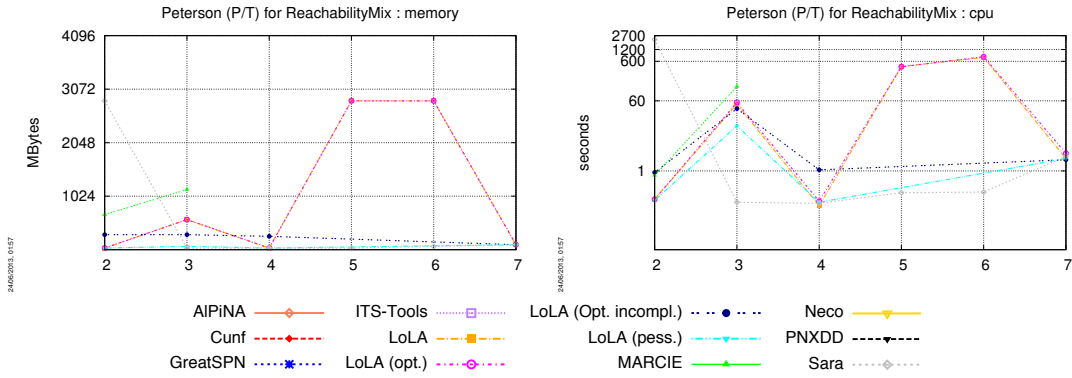 Peterson (P/T) for ReachabilityMix : memory
4096
3072
2048
1024
MBytes
2 3 4 5 6 7
24/06/2013, 01:57
Peterson (P/T) for ReachabilityMix : cpu
2700
1200
600
60
1
seconds
2 3 4 5 6 7
24/06/2013, 01:57
AlPiNA
Cunf
GreatSPN
ITS-Tools
LoLA
LoLA (opt.)
LoLA (Opt. incompl.)
LoLA (pess.)
MARCIE
Neco
PNXDD
Sara